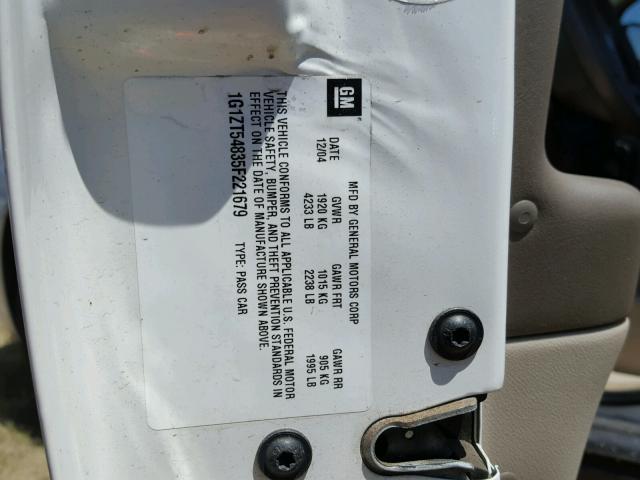 GM
MFD BY GENERAL MOTORS CORP
DATE GVWR GAWR FRT GAWR RR
12/04 1920 KG 1015 KG 905 KG
4233 LB 2238 LB 1995 LB
THIS VEHICLE CONFORMS TO ALL APPLICABLE U.S. FEDERAL MOTOR
VEHICLE SAFETY, BUMPER, AND THEFT PREVENTION STANDARDS IN
EFFECT ON THE DATE OF MANUFACTURE SHOWN ABOVE.
1G1ZT54835F221679 TYPE: PASS CAR